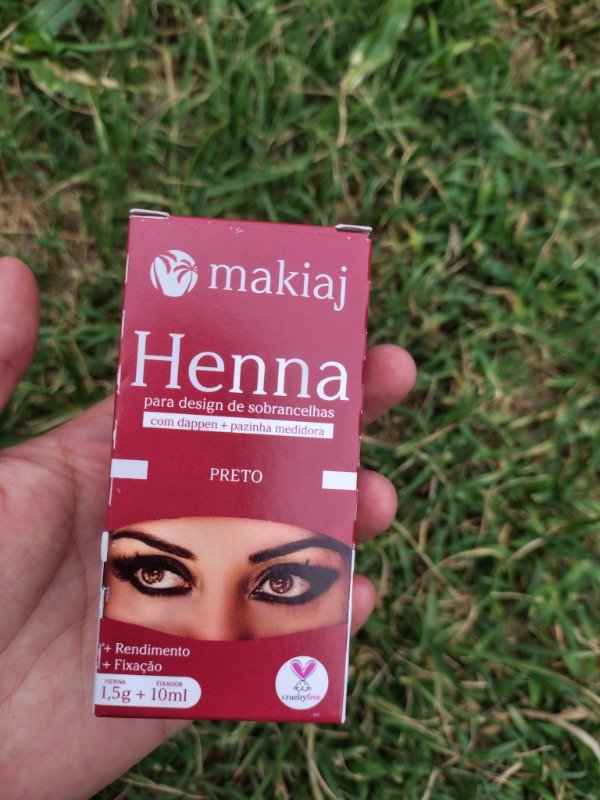 makiaj
Henna
para design de sobrancelhas
com dappen + pazinha medidora
PRETO
+ Rendimento
+ Fixação
HENNA FIXADOR
1,5g + 10ml
crueltyfree